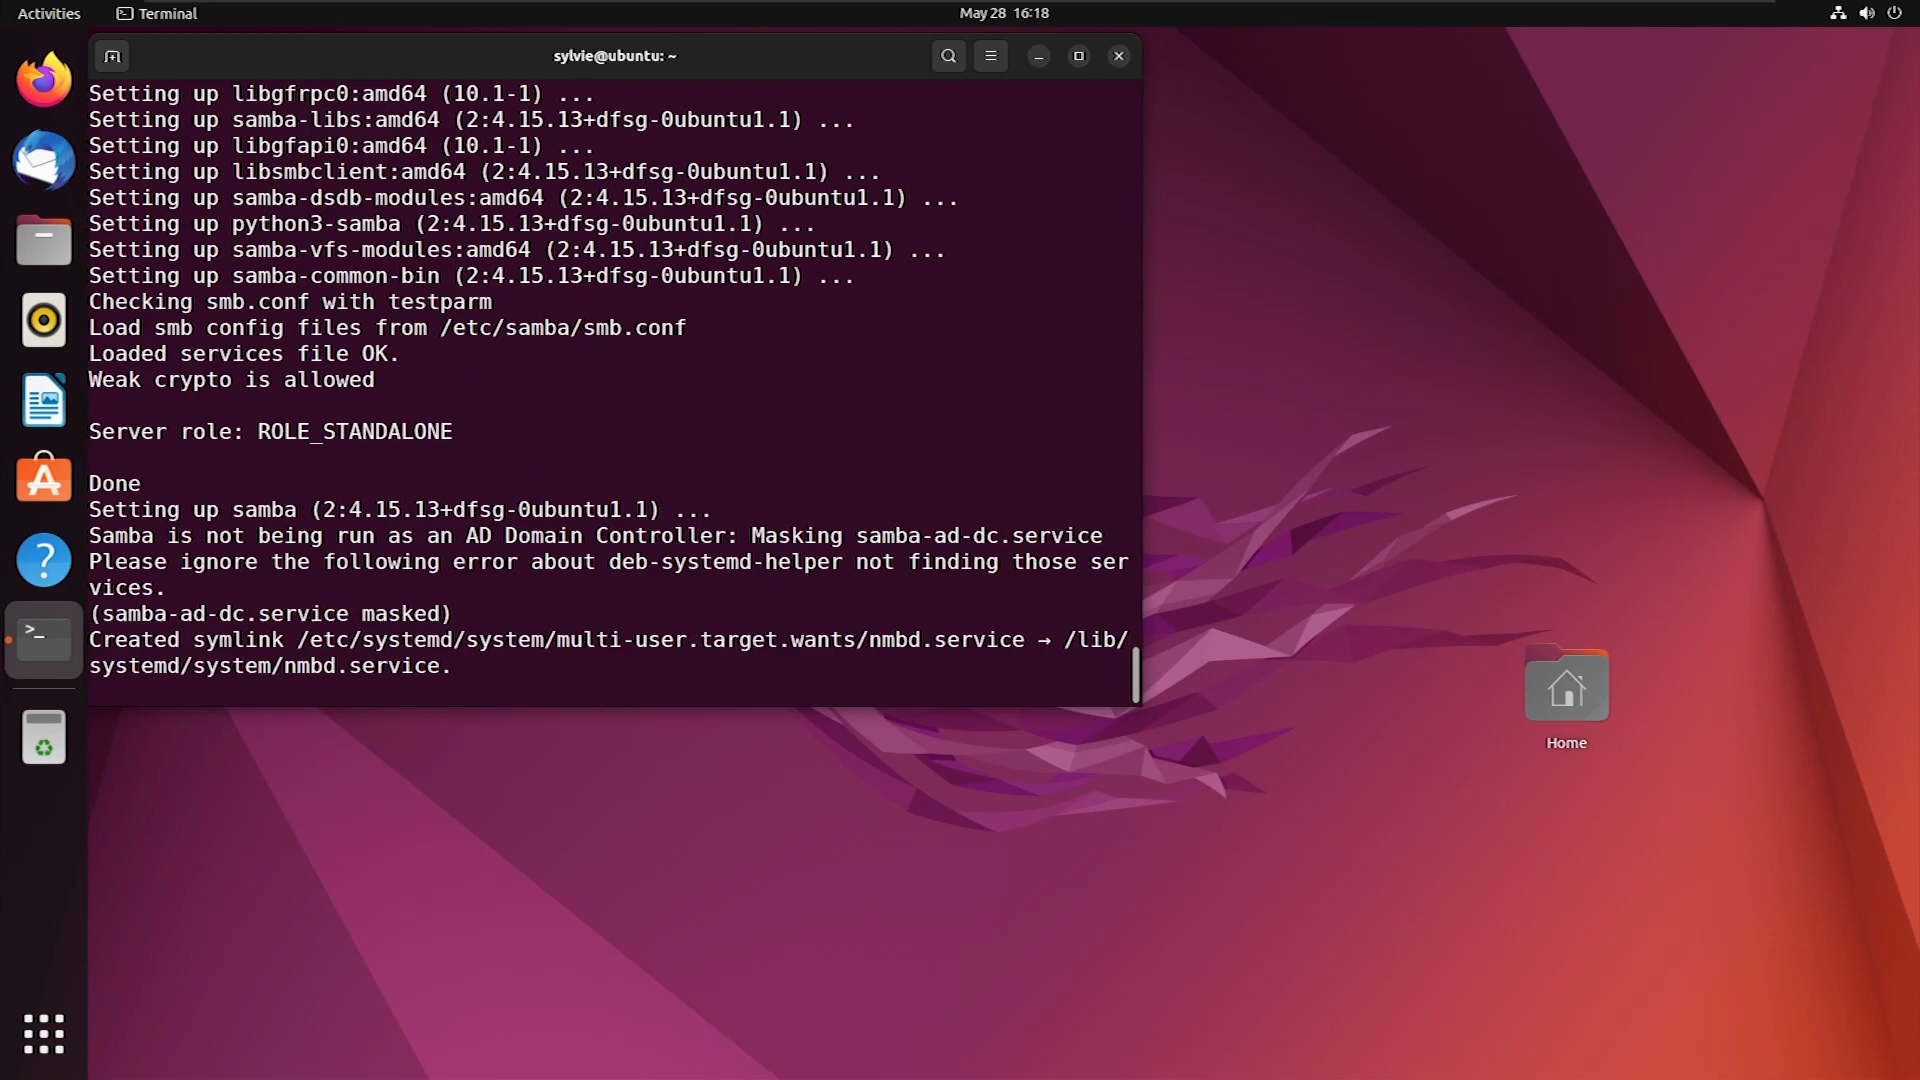 Activities
Terminal
May 28 16:18
sylvie@ubuntu: ~
Setting up libgfrpc0:amd64 (10.1-1) ...
Setting up samba-libs:amd64 (2:4.15.13+dfsg-0ubuntu1.1) ...
Setting up libgfapi0:amd64 (10.1-1) ...
Setting up libsmbclient:amd64 (2:4.15.13+dfsg-0ubuntu1.1) ...
Setting up samba-dsdb-modules:amd64 (2:4.15.13+dfsg-0ubuntu1.1) ...
Setting up python3-samba (2:4.15.13+dfsg-0ubuntu1.1) ...
Setting up samba-vfs-modules:amd64 (2:4.15.13+dfsg-0ubuntu1.1) ...
Setting up samba-common-bin (2:4.15.13+dfsg-0ubuntu1.1) ...
Checking smb.conf with testparm
Load smb config files from /etc/samba/smb.conf
Loaded services file OK.
Weak crypto is allowed
Server role: ROLE_STANDALONE
Done
Setting up samba (2:4.15.13+dfsg-0ubuntu1.1) ...
Samba is not being run as an AD Domain Controller: Masking samba-ad-dc.service
Please ignore the following error about deb-systemd-helper not finding those ser
vices.
(samba-ad-dc.service masked)
Created symlink /etc/systemd/system/multi-user.target.wants/nmbd.service → /lib/
systemd/system/nmbd.service.
Home